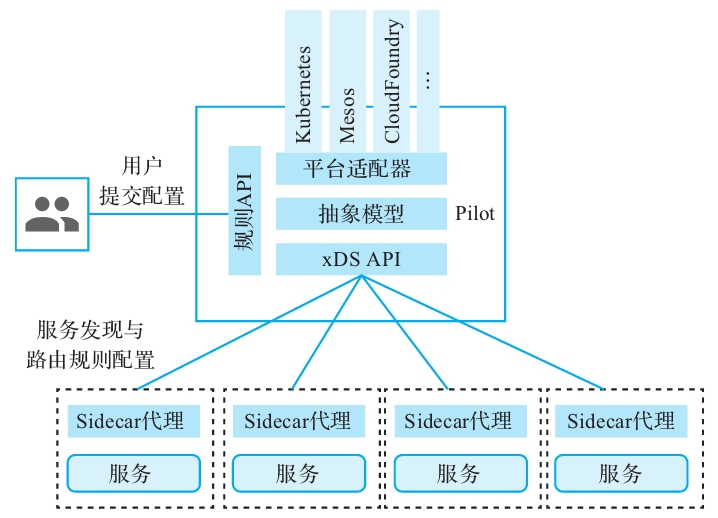 Kubernetes
Mesos
CloudFoundry
…
用户
提交配置
规则API
平台适配器
抽象模型
xDS API
Pilot
服务发现与
路由规则配置
Sidecar代理
Sidecar代理
Sidecar代理
Sidecar代理
服务
服务
服务
服务